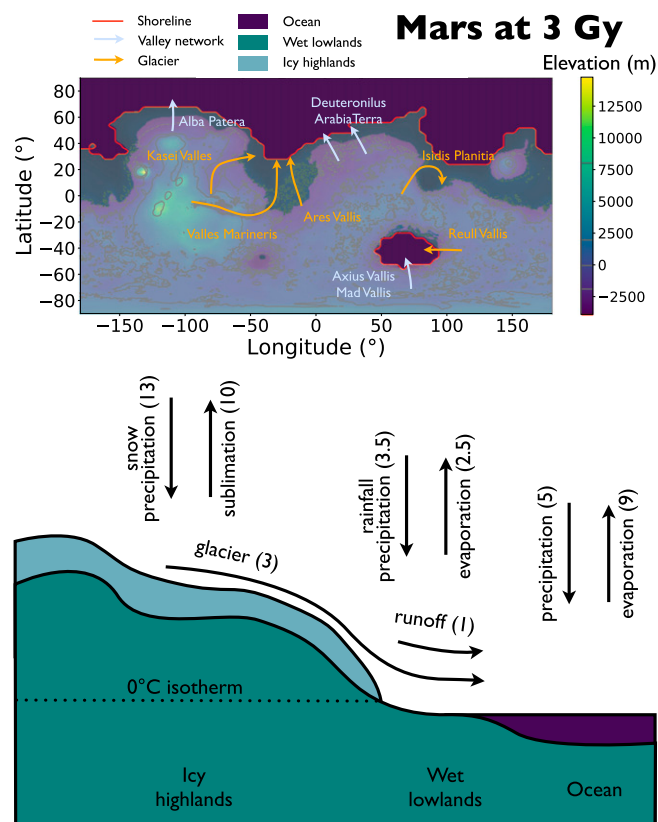 Mars at 3 Gy
Shoreline
Valley network
Glacier
Ocean
Wet lowlands
Icy highlands
Elevation (m)
12500
10000
7500
5000
2500
0
−2500
Latitude (°)
80
60
40
20
0
−20
−40
−60
−80
Alba Patera
Deuteronilus
Arabia Terra
Kasei Valles
Isidis Planitia
Ares Vallis
Valles Marineris
Reull Vallis
Axius Vallis
Mad Vallis
−150
−100
−50
0
50
100
150
Longitude (°)
snow
precipitation (13)
sublimation (10)
rainfall
precipitation (3.5)
evaporation (2.5)
precipitation (5)
evaporation (9)
glacier (3)
runoff (1)
0°C isotherm
Icy
highlands
Wet
lowlands
Ocean